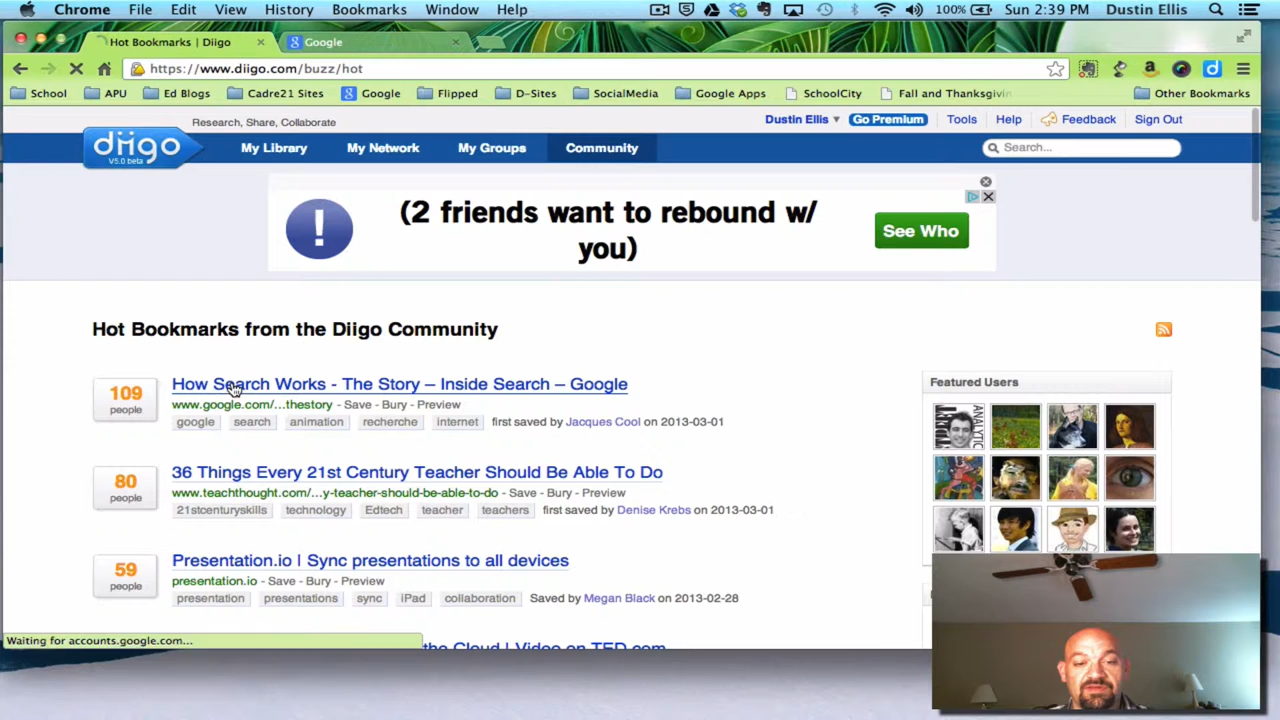 Chrome File Edit View History Bookmarks Window Help 100% Sun 2:39 PM Dustin Ellis
Hot Bookmarks | Diigo × Google ×
https://www.diigo.com/buzz/hot
School APU Ed Blogs Cadre21 Sites Google Flipped D-Sites SocialMedia Google Apps SchoolCity Fall and Thanksgivin Other Bookmarks
Research, Share, Collaborate
Dustin Ellis Go Premium Tools Help Feedback Sign Out
diigo
V5.0 beta
My Library My Network My Groups Community Search...
(2 friends want to rebound w/
you)
See Who
Hot Bookmarks from the Diigo Community
109
people
How Search Works - The Story – Inside Search – Google
www.google.com/...thestory - Save - Bury - Preview
google search animation recherche internet first saved by Jacques Cool on 2013-03-01
Featured Users
80
people
36 Things Every 21st Century Teacher Should Be Able To Do
www.teachthought.com/...y-teacher-should-be-able-to-do - Save - Bury - Preview
21stcenturyskills technology Edtech teacher teachers first saved by Denise Krebs on 2013-03-01
59
people
Presentation.io | Sync presentations to all devices
presentation.io - Save - Bury - Preview
presentation presentations sync iPad collaboration Saved by Megan Black on 2013-02-28
Waiting for accounts.google.com...
the Cloud | Video on TED.com